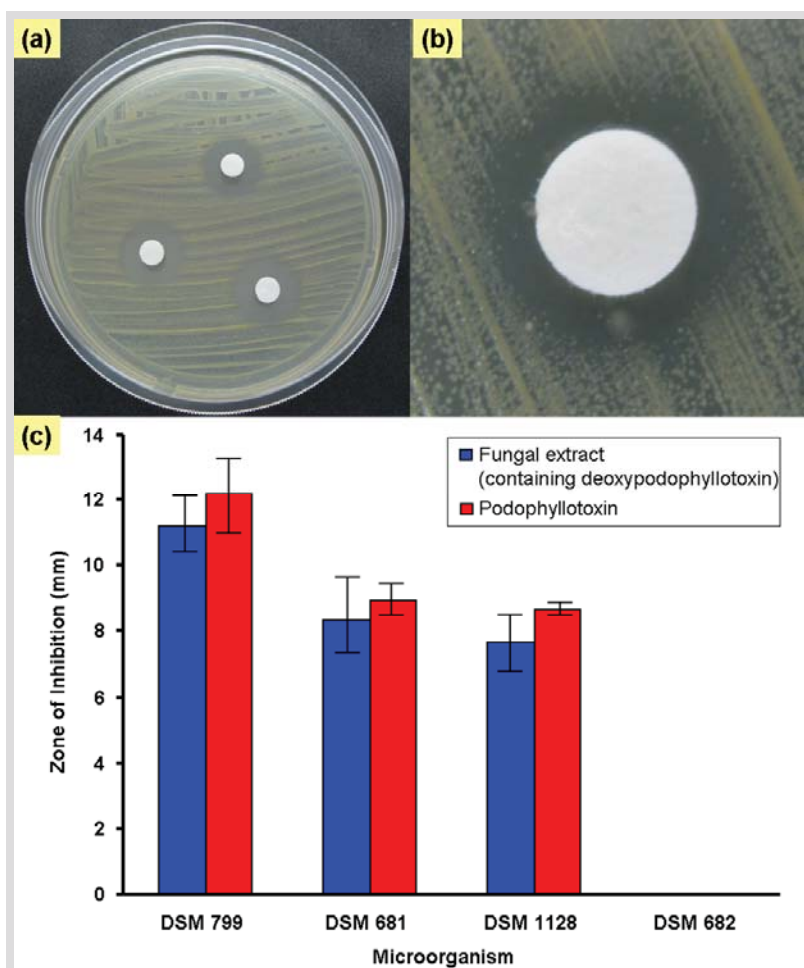 (a)
(b)
(c)
14
12
10
8
6
4
2
0
Zone of Inhibition (mm)
Fungal extract
(containing deoxypodophyllotoxin)
Podophyllotoxin
DSM 799
DSM 681
DSM 1128
DSM 682
Microorganism